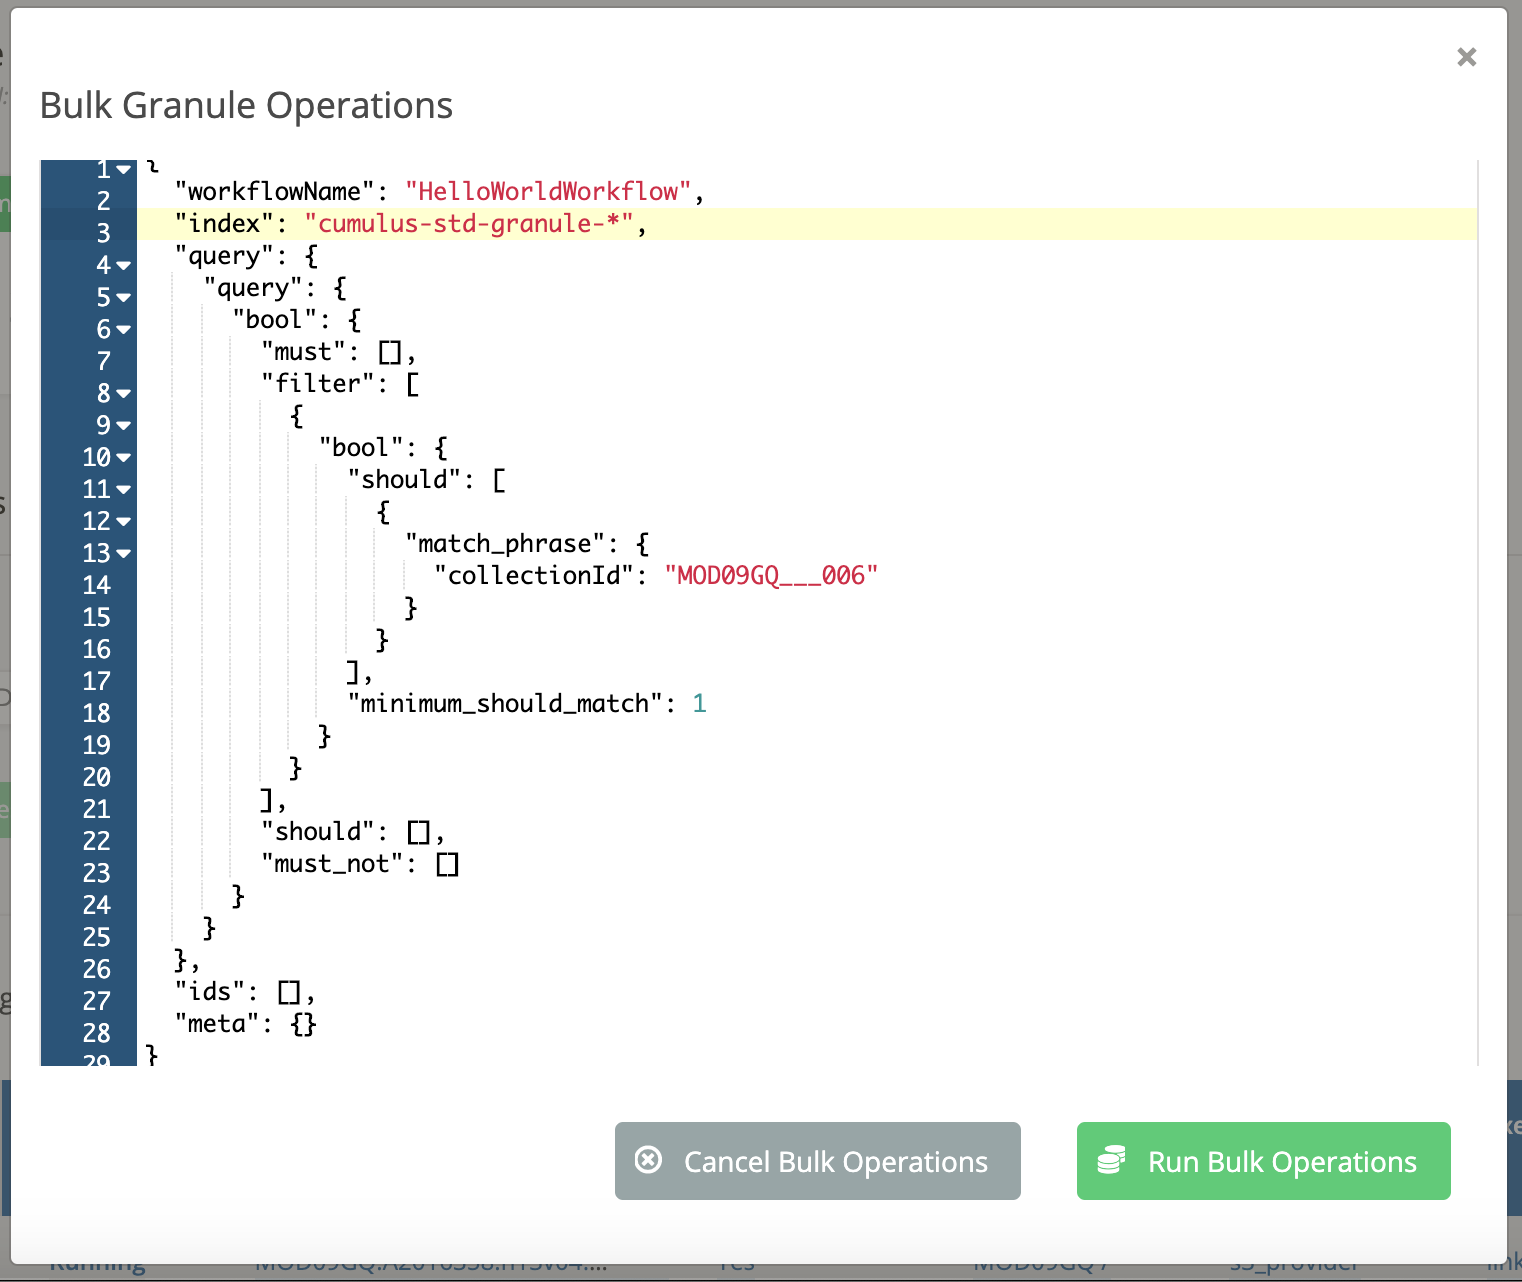 ×
Bulk Granule Operations
1 {
2 "workflowName": "HelloWorldWorkflow",
3 "index": "cumulus-std-granule-*",
4 "query": {
5 "query": {
6 "bool": {
7 "must": [],
8 "filter": [
9 {
10 "bool": {
11 "should": [
12 {
13 "match_phrase": {
14 "collectionId": "MOD09GQ___006"
15 }
16 }
17 ],
18 "minimum_should_match": 1
19 }
20 }
21 ],
22 "should": [],
23 "must_not": []
24 }
25 }
26 },
27 "ids": [],
28 "meta": {}
29 }
Cancel Bulk Operations Run Bulk Operations
Running